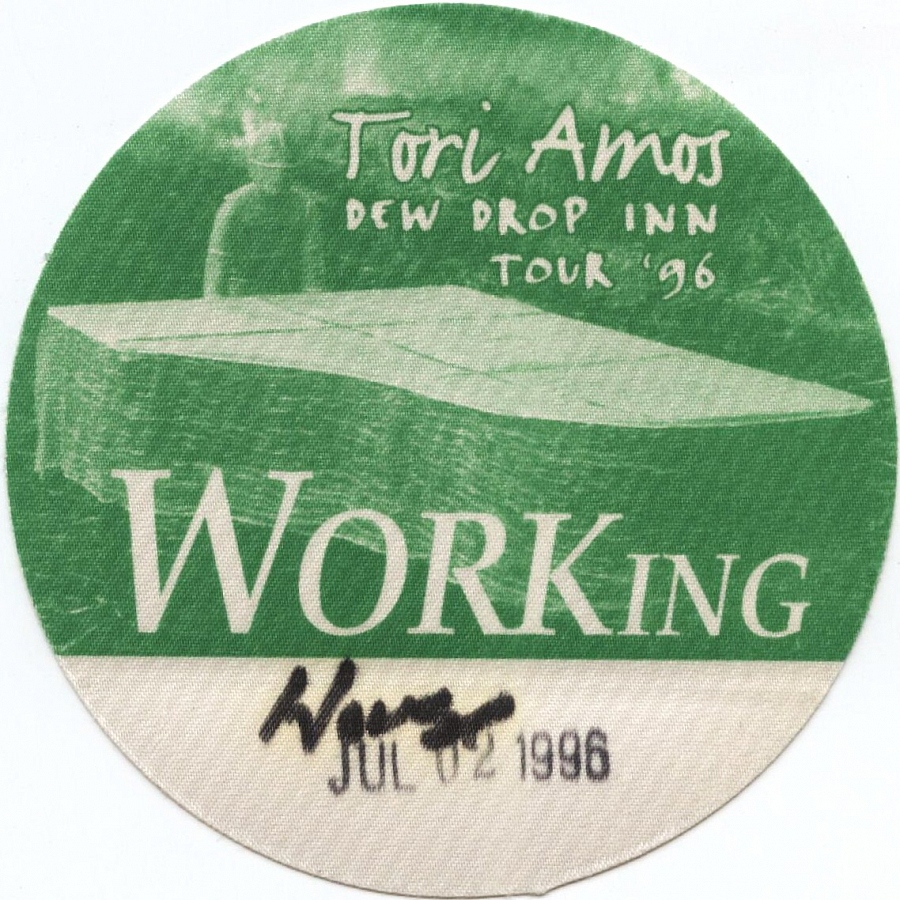 Tori Amos
DEW DROP INN
TOUR '96
WORKING
JUL 02 1996